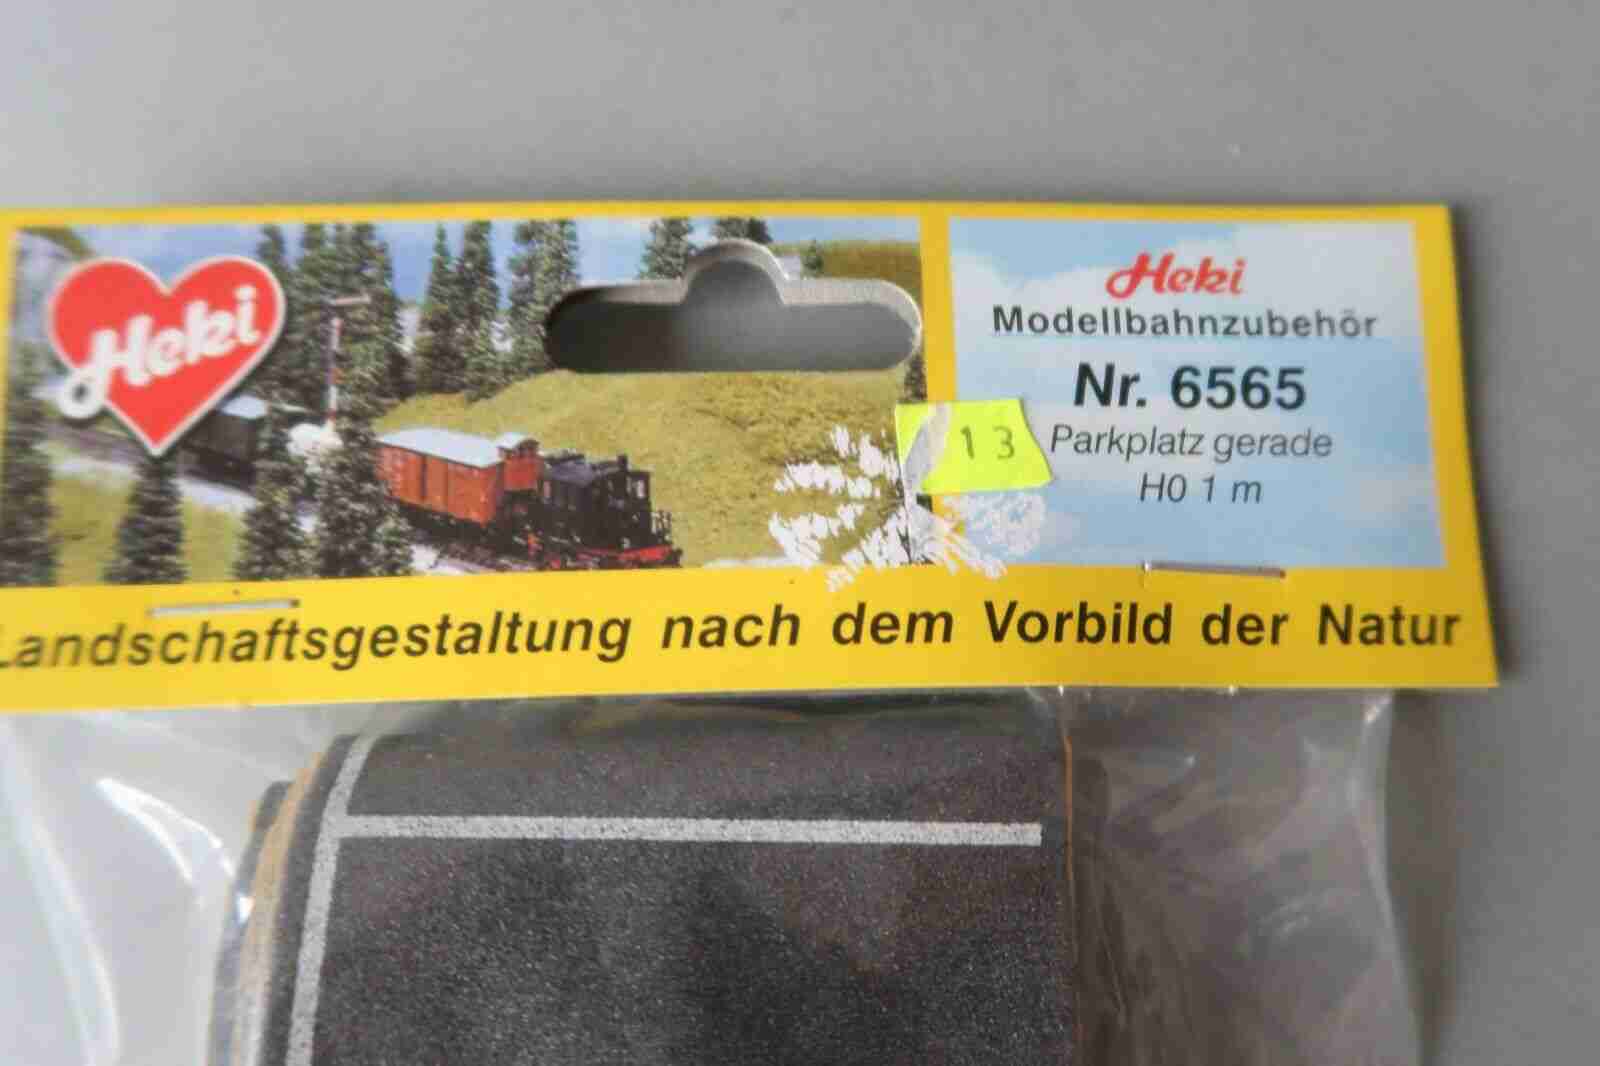 Heki
Heki
Modellbahnzubehör
Nr. 6565
Parkplatz gerade
H0 1 m
13
Landschaftsgestaltung nach dem Vorbild der Natur